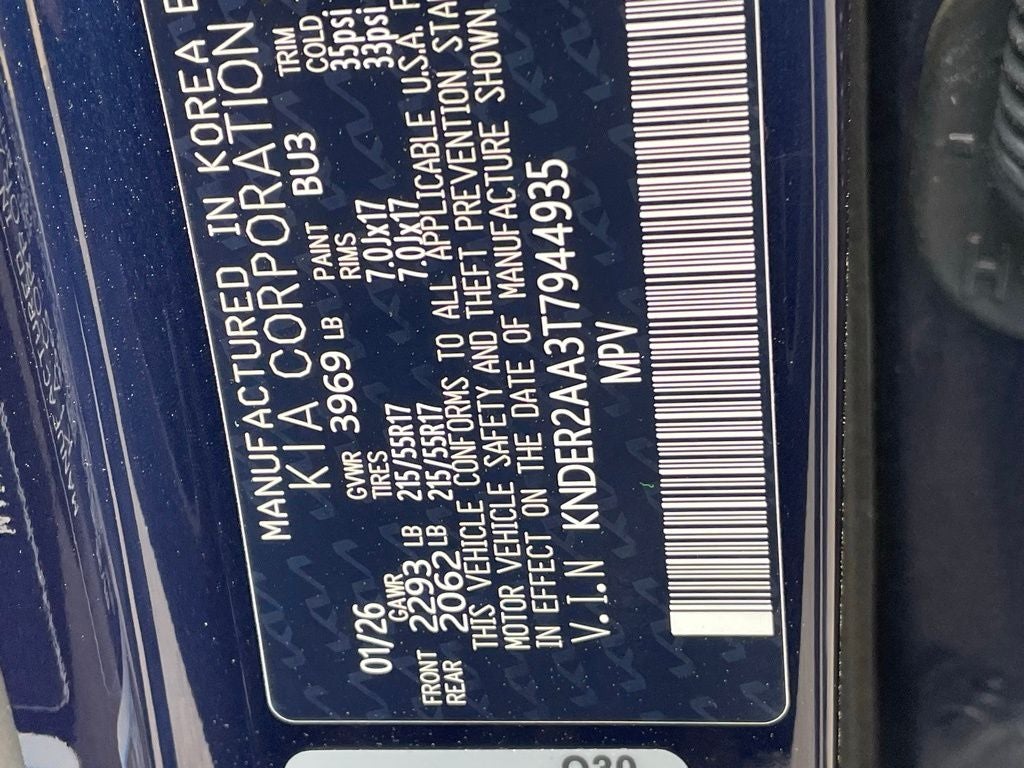 MANUFACTURED IN KOREA
KIA CORPORATION
01/26 GVWR 3969 LB PAINT BU3 TRIM
GAWR TIRES RIMS COLD
FRONT 2293 LB 215/55R17 7.0Jx17 35psi
REAR 2062 LB 215/55R17 7.0Jx17 33psi
THIS VEHICLE CONFORMS TO ALL APPLICABLE U.S.A.
MOTOR VEHICLE SAFETY AND THEFT PREVENTION
IN EFFECT ON THE DATE OF MANUFACTURE SHOWN
V.I.N KNDER2AA3T7944935
MPV